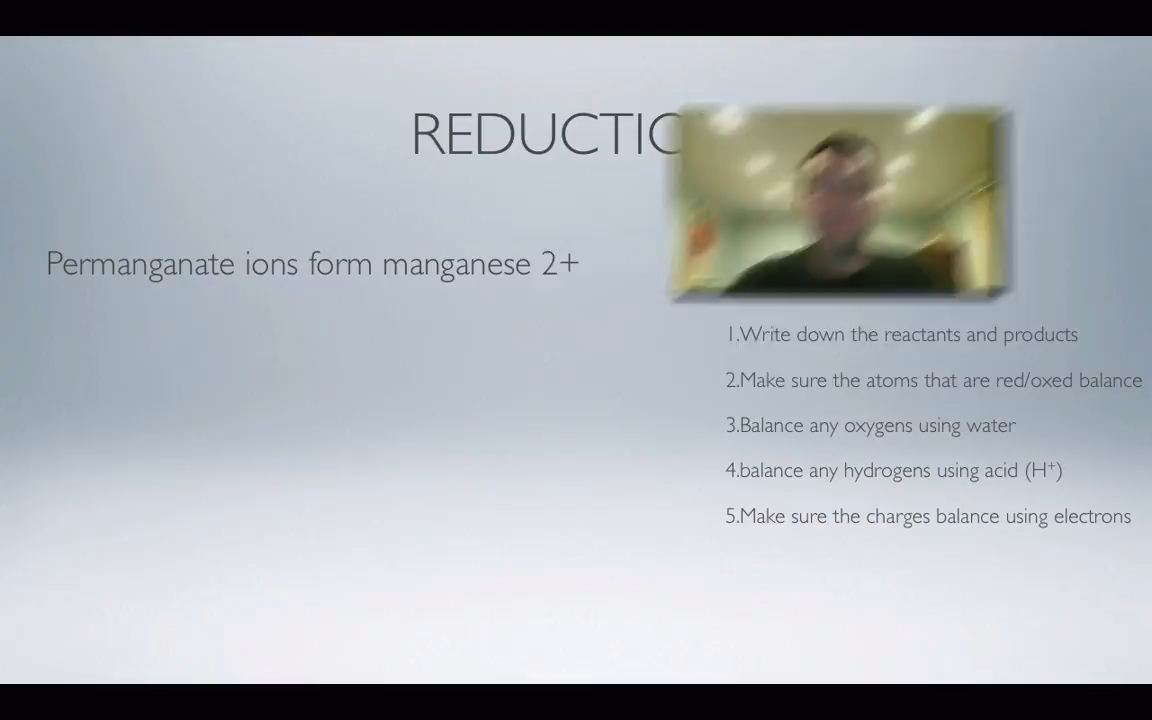 REDUCTIO
Permanganate ions form manganese 2+
1.Write down the reactants and products
2.Make sure the atoms that are red/oxed balance
3.Balance any oxygens using water
4.balance any hydrogens using acid (H⁺)
5.Make sure the charges balance using electrons